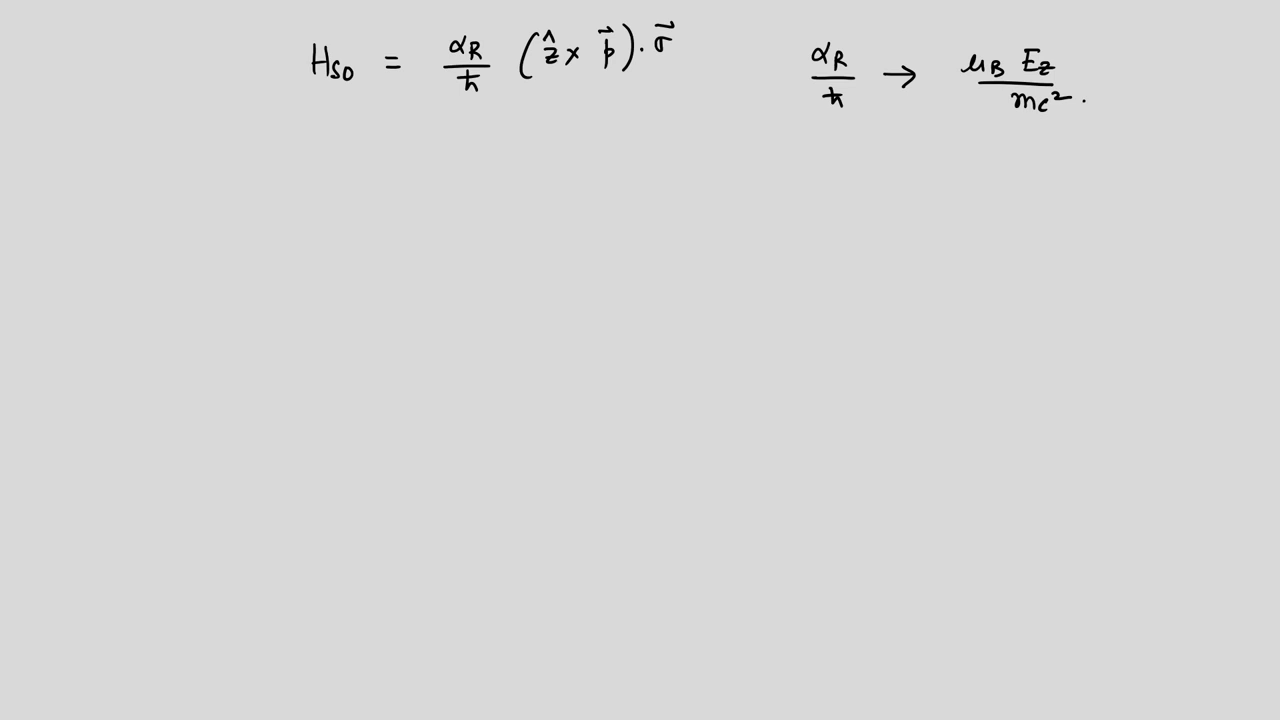 H_SO = α_R/ħ (ẑ × p⃗) · σ⃗    α_R/ħ → μ_B E_z / mc² .